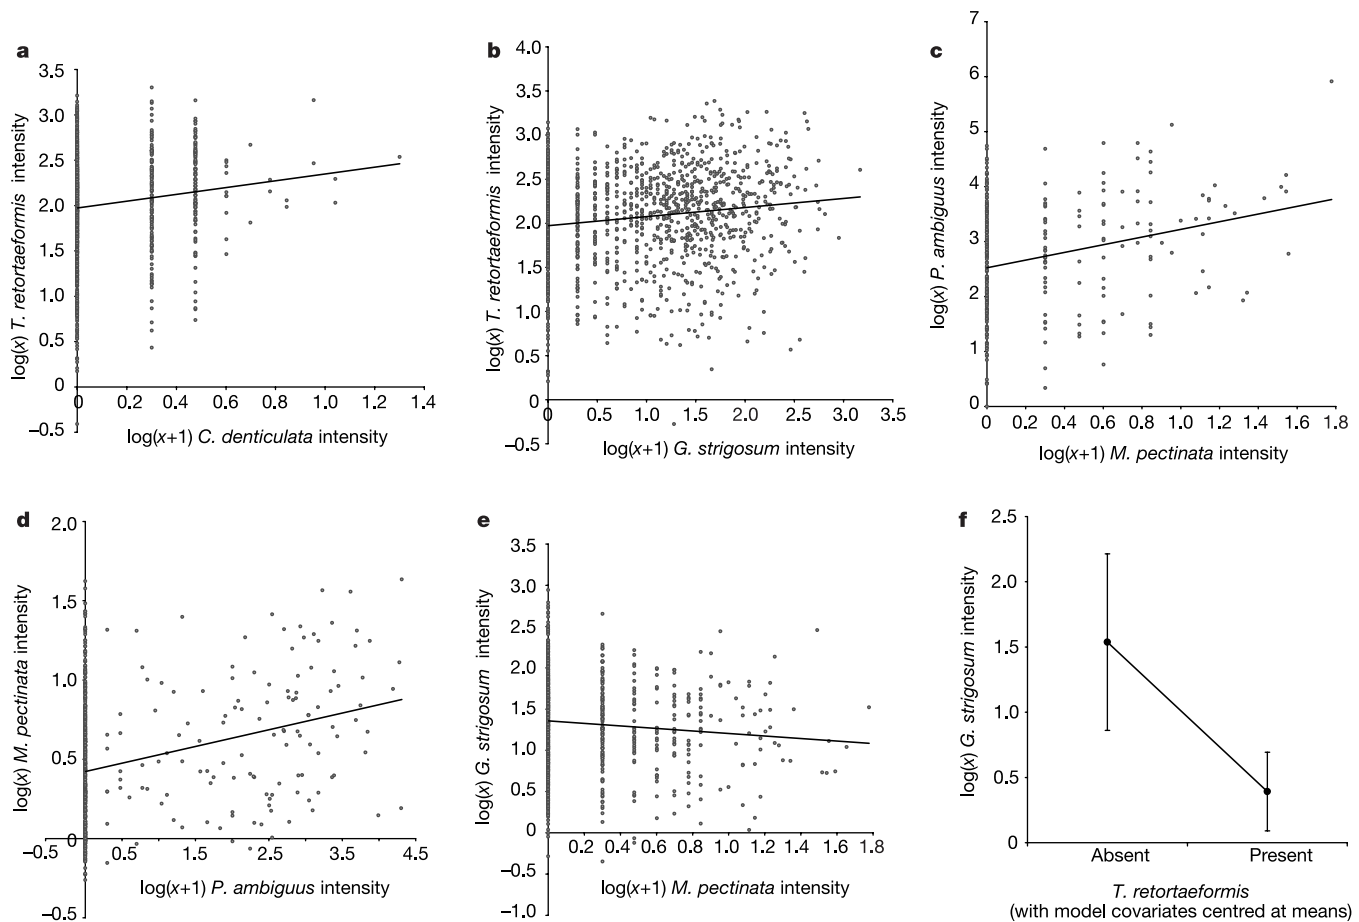 a
log(x) T. retortaeformis intensity
3.5
3.0
2.5
2.0
1.5
1.0
0.5
0
–0.5
0 0.2 0.4 0.6 0.8 1.0 1.2 1.4
log(x+1) C. denticulata intensity
b
log(x) T. retortaeformis intensity
4.0
3.5
3.0
2.5
2.0
1.5
1.0
0.5
0
–0.5
0 0.5 1.0 1.5 2.0 2.5 3.0 3.5
log(x+1) G. strigosum intensity
c
log(x) P. ambiguus intensity
7
6
5
4
3
2
1
0
0 0.2 0.4 0.6 0.8 1.0 1.2 1.4 1.6 1.8
log(x+1) M. pectinata intensity
d
log(x) M. pectinata intensity
2.0
1.5
1.0
0.5
0
–0.5
–0.5 0.5 1.5 2.5 3.5 4.5
log(x+1) P. ambiguus intensity
e
log(x) G. strigosum intensity
3.5
3.0
2.5
2.0
1.5
1.0
0.5
0
–0.5
–1.0
0.2 0.4 0.6 0.8 1.0 1.2 1.4 1.6 1.8
log(x+1) M. pectinata intensity
f
log(x) G. strigosum intensity
2.5
2.0
1.5
1.0
0.5
0
Absent Present
T. retortaeformis
(with model covariates centred at means)